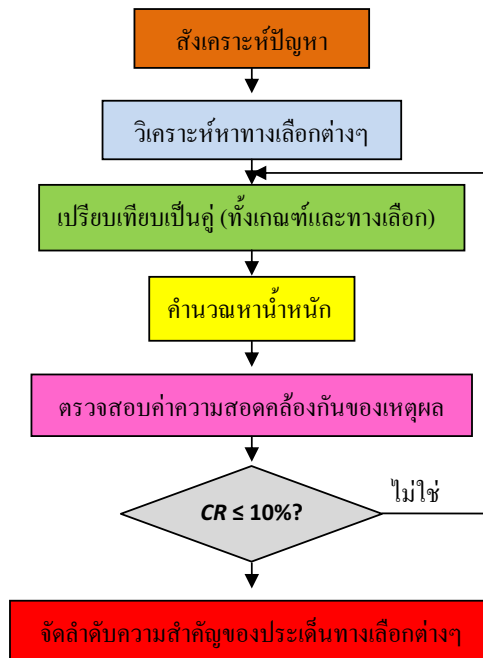 สังเคราะห์ปัญหา
วิเคราะห์หาทางเลือกต่างๆ
เปรียบเทียบเป็นคู่ (ทั้งเกณฑ์และทางเลือก)
คำนวณหาน้ำหนัก
ตรวจสอบค่าความสอดคล้องกันของเหตุผล
CR ≤ 10%?
ไม่ใช่
จัดลำดับความสำคัญของประเด็นทางเลือกต่างๆ